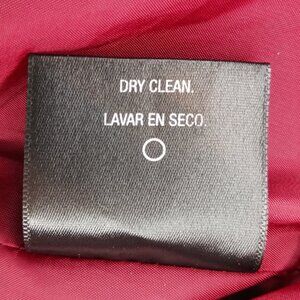 DRY CLEAN.
LAVAR EN SECO